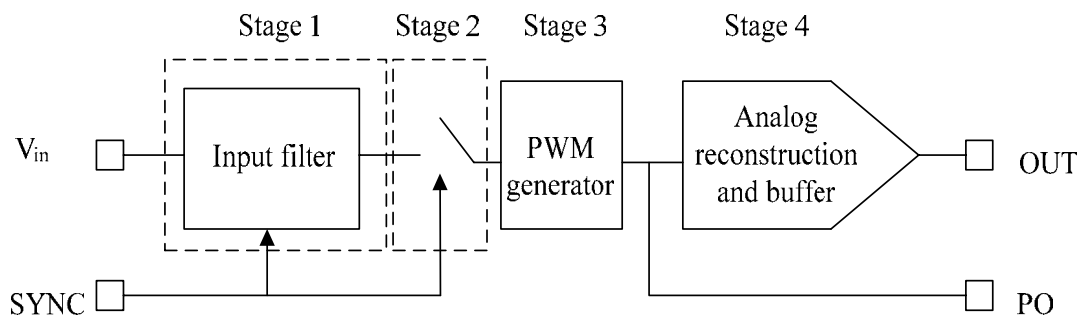 Stage 1
Stage 2
Stage 3
Stage 4
Vin
Input filter
PWM
generator
Analog
reconstruction
and buffer
OUT
SYNC
PO